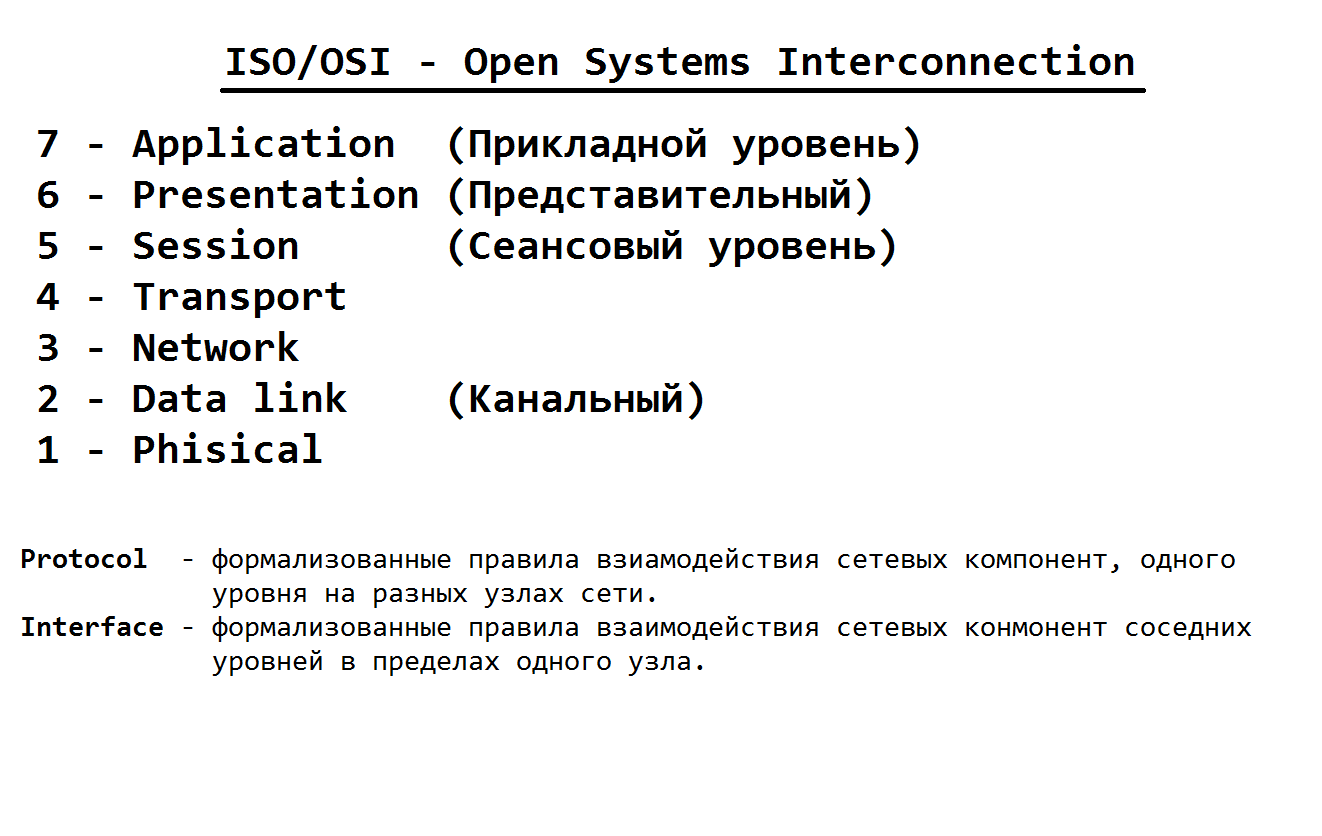 ISO/OSI - Open Systems Interconnection
7 - Application (Прикладной уровень)
6 - Presentation (Представительный)
5 - Session (Сеансовый уровень)
4 - Transport
3 - Network
2 - Data link (Канальный)
1 - Phisical
Protocol - формализованные правила взиамодействия сетевых компонент, одного
уровня на разных узлах сети.
Interface - формализованные правила взаимодействия сетевых конмонент соседних
уровней в пределах одного узла.